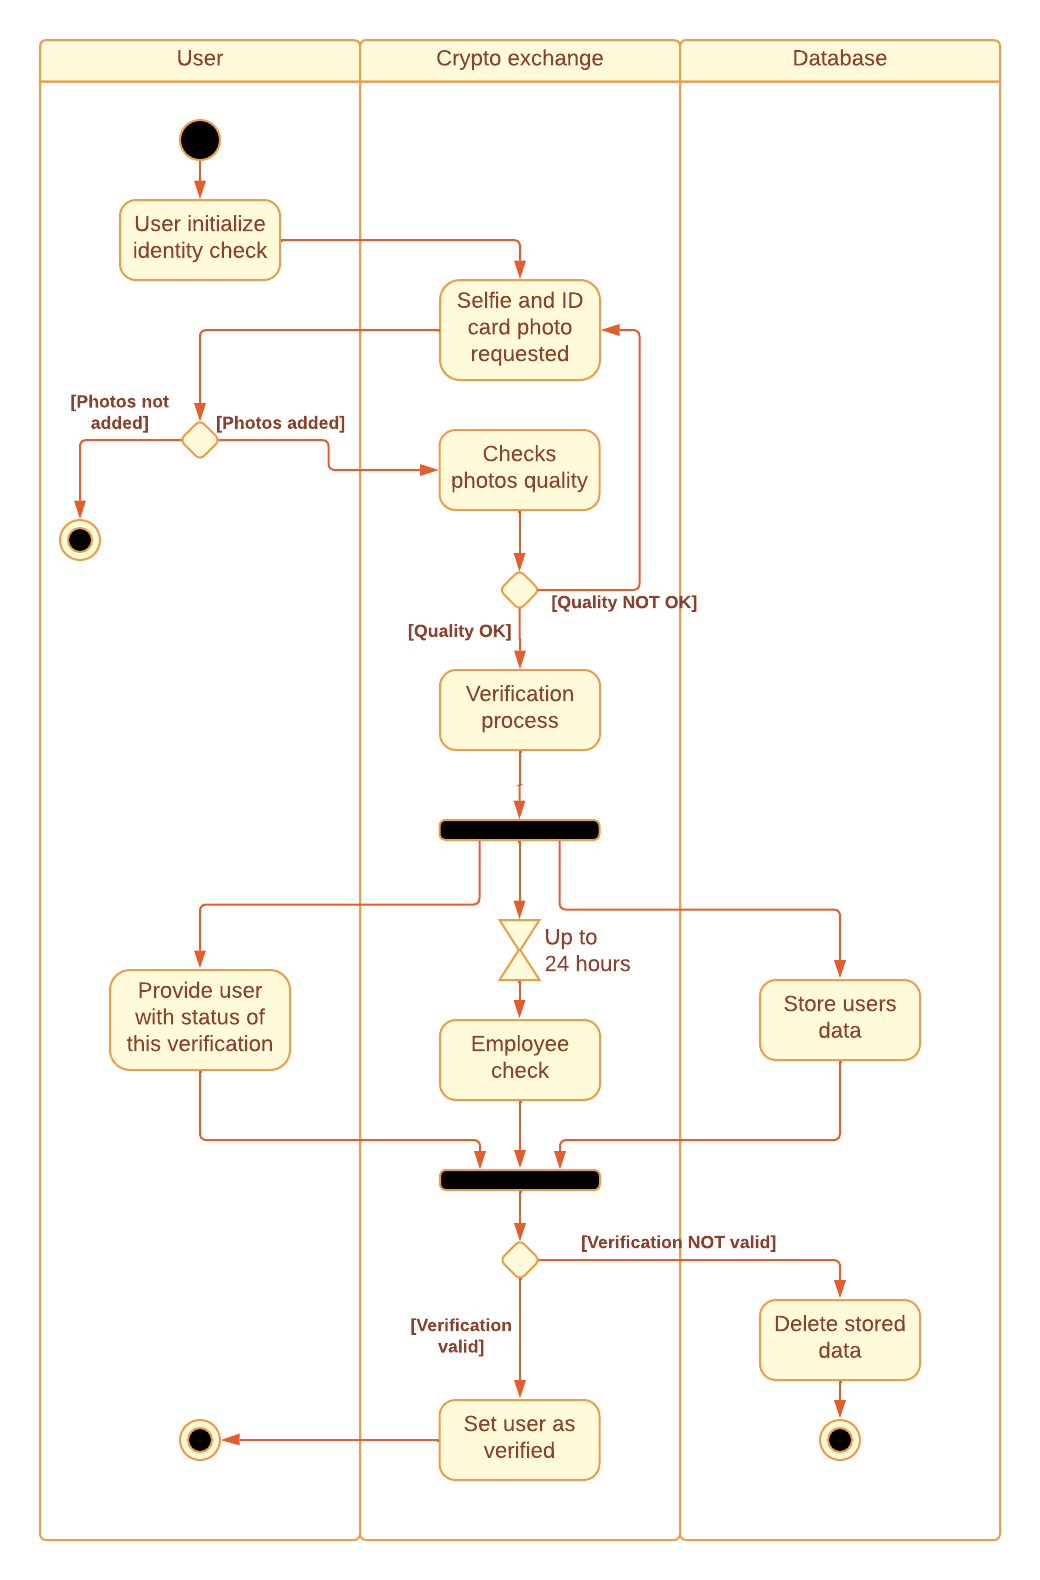 User
Crypto exchange
Database
User initialize
identity check
Selfie and ID
card photo
requested
[Photos not
added]
[Photos added]
Checks
photos quality
[Quality NOT OK]
[Quality OK]
Verification
process
Up to
24 hours
Provide user
with status of
this verification
Employee
check
Store users
data
[Verification NOT valid]
[Verification
valid]
Delete stored
data
Set user as
verified